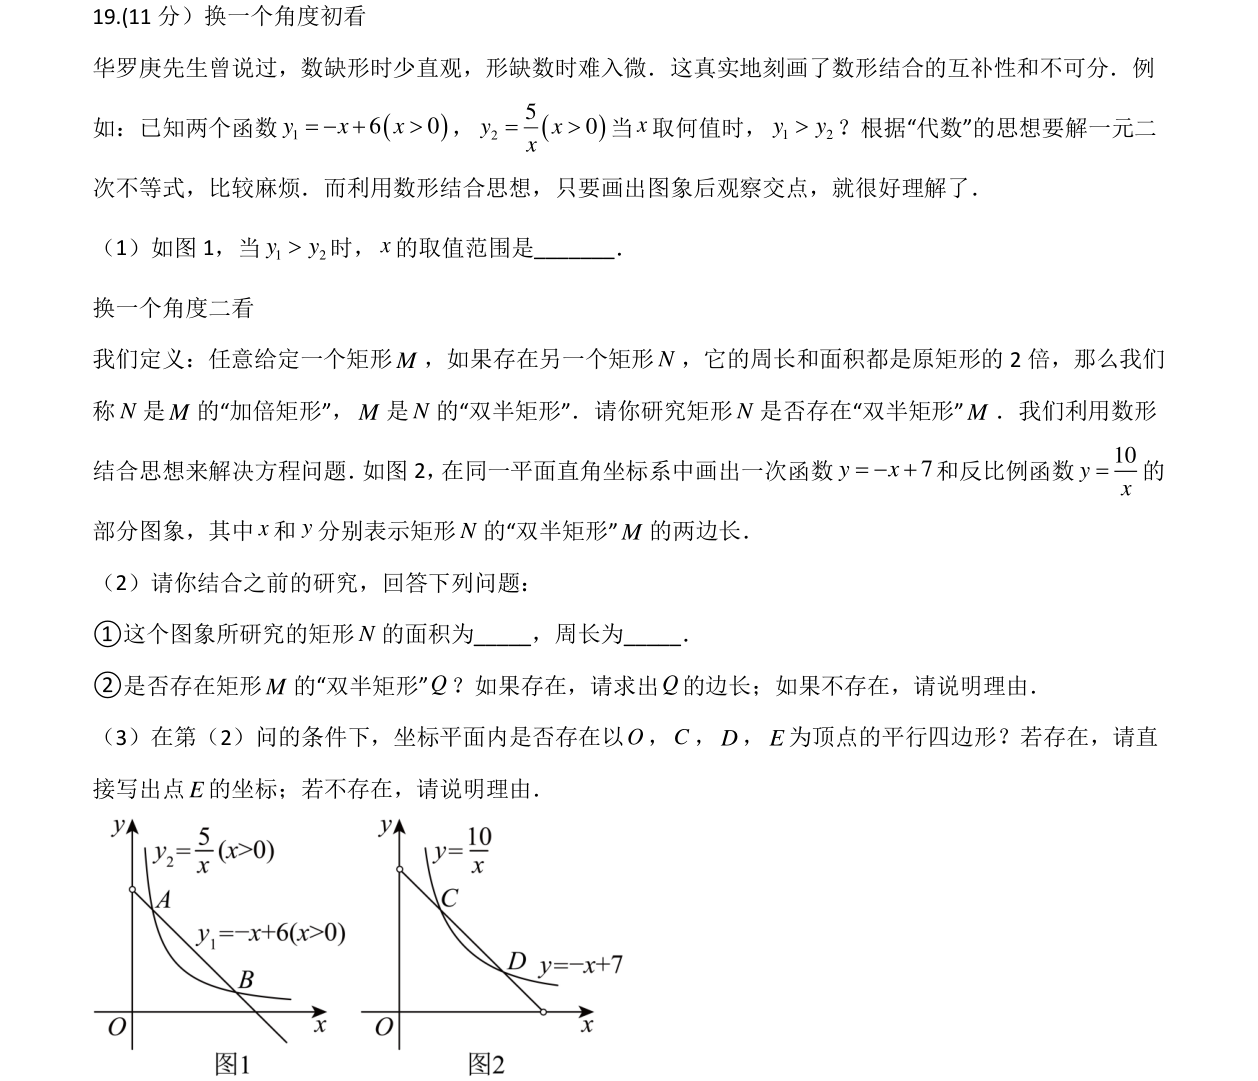 19.(11 分）换一个角度初看
华罗庚先生曾说过，数缺形时少直观，形缺数时难入微．这真实地刻画了数形结合的互补性和不可分．例
如：已知两个函数 y₁ = −x + 6(x > 0)，y₂ = 5/x (x > 0) 当 x 取何值时，y₁ > y₂？根据“代数”的思想要解一元二
次不等式，比较麻烦．而利用数形结合思想，只要画出图象后观察交点，就很好理解了．
（1）如图 1，当 y₁ > y₂ 时，x 的取值范围是_______．
换一个角度二看
我们定义：任意给定一个矩形 M，如果存在另一个矩形 N，它的周长和面积都是原矩形的 2 倍，那么我们
称 N 是 M 的“加倍矩形”，M 是 N 的“双半矩形”．请你研究矩形 N 是否存在“双半矩形” M．我们利用数形
结合思想来解决方程问题．如图 2，在同一平面直角坐标系中画出一次函数 y = −x + 7 和反比例函数 y = 10/x 的
部分图象，其中 x 和 y 分别表示矩形 N 的“双半矩形” M 的两边长．
（2）请你结合之前的研究，回答下列问题：
①这个图象所研究的矩形 N 的面积为_____，周长为_____．
②是否存在矩形 M 的“双半矩形” Q？如果存在，请求出 Q 的边长；如果不存在，请说明理由．
（3）在第（2）问的条件下，坐标平面内是否存在以 O，C，D，E 为顶点的平行四边形？若存在，请直
接写出点 E 的坐标；若不存在，请说明理由．
y
y₂=5/x (x>0)
A
y₁=−x+6(x>0)
B
O
x
图1
y
y=10/x
C
D
y=−x+7
O
x
图2